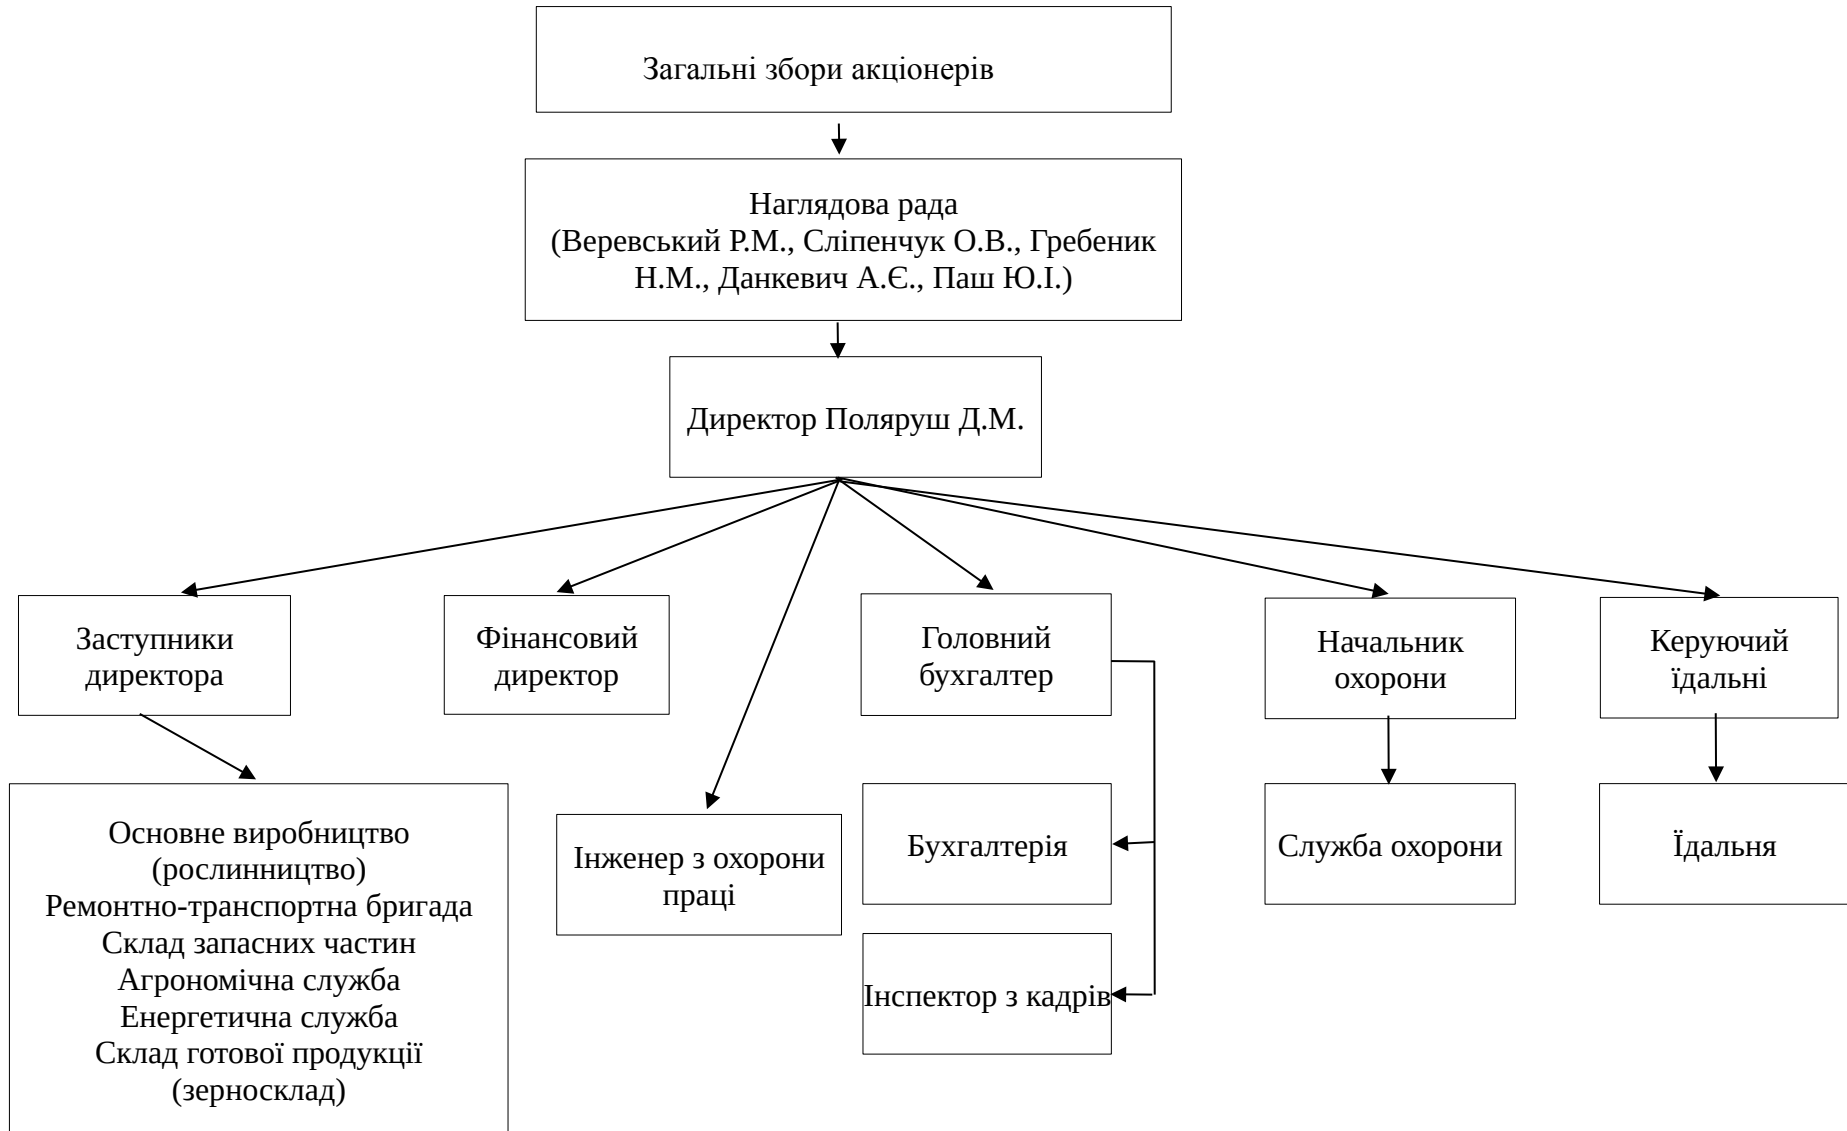 Загальні збори акціонерів
Наглядова рада
(Веревський Р.М., Сліпенчук О.В., Гребеник
Н.М., Данкевич А.Є., Паш Ю.І.)
Директор Поляруш Д.М.
Заступники
директора
Фінансовий
директор
Головний
бухгалтер
Начальник
охорони
Керуючий
їдальні
Основне виробництво
(рослинництво)
Ремонтно-транспортна бригада
Склад запасних частин
Агрономічна служба
Енергетична служба
Склад готової продукції
(зерносклад)
Інженер з охорони
праці
Бухгалтерія
Служба охорони
Їдальня
Інспектор з кадрів